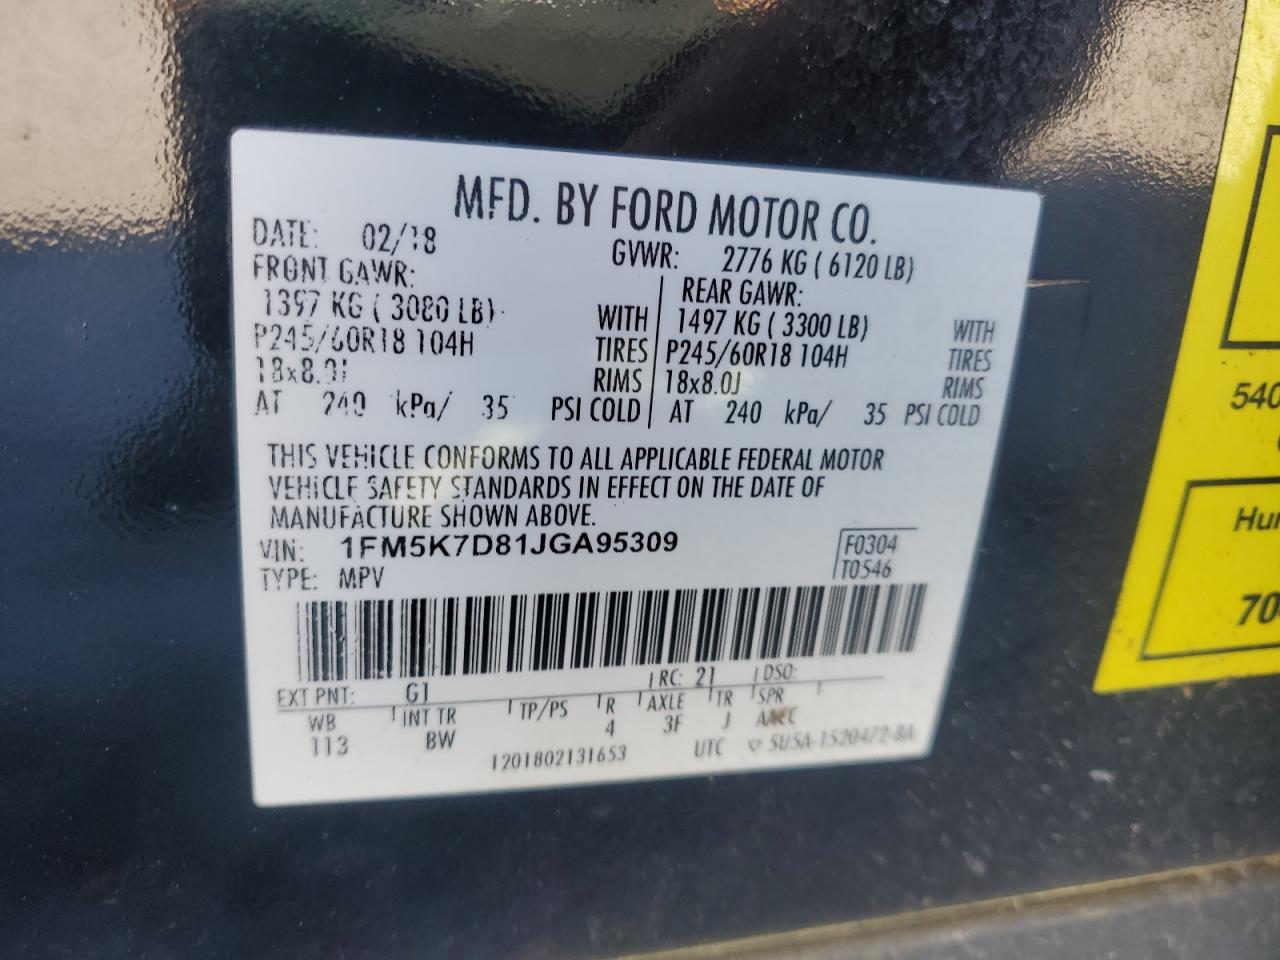 MFD. BY FORD MOTOR CO.
DATE: 02/18 GVWR: 2776 KG ( 6120 LB)
FRONT GAWR: REAR GAWR:
1397 KG ( 3080 LB) WITH 1497 KG ( 3300 LB) WITH
P245/60R18 104H TIRES P245/60R18 104H TIRES
18x8.0J RIMS 18x8.0J RIMS
AT 240 kPa/ 35 PSI COLD AT 240 kPa/ 35 PSI COLD
THIS VEHICLE CONFORMS TO ALL APPLICABLE FEDERAL MOTOR
VEHICLE SAFETY STANDARDS IN EFFECT ON THE DATE OF
MANUFACTURE SHOWN ABOVE.
VIN: 1FM5K7D81JGA95309 F0304
TYPE: MPV T0546
EXT PNT: G1 RC: 21 DSO:
WB INT TR TP/PS R AXLE TR SPR
113 BW 4 3F J
1201802131653 UTC ▽ 5U5A-1520472-BA
540
Hu
70